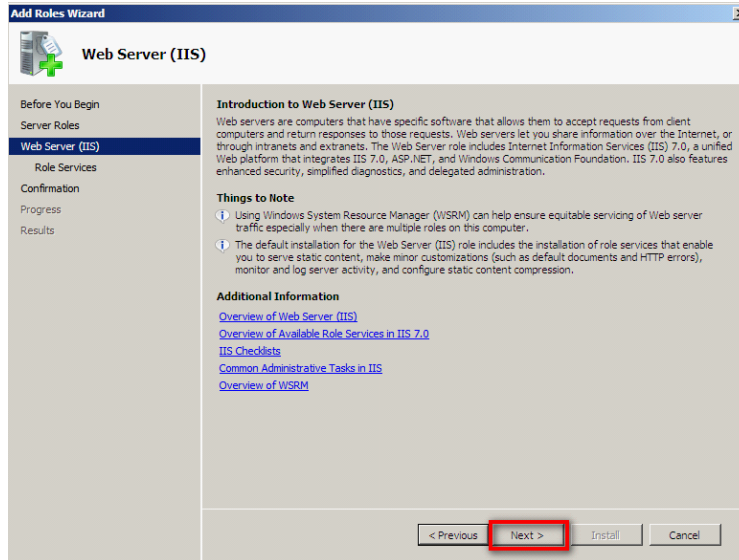 Add Roles Wizard
Web Server (IIS)
Before You Begin
Server Roles
Web Server (IIS)
Role Services
Confirmation
Progress
Results
Introduction to Web Server (IIS)
Web servers are computers that have specific software that allows them to accept requests from client
computers and return responses to those requests. Web servers let you share information over the Internet, or
through intranets and extranets. The Web Server role includes Internet Information Services (IIS) 7.0, a unified
Web platform that integrates IIS 7.0, ASP.NET, and Windows Communication Foundation. IIS 7.0 also features
enhanced security, simplified diagnostics, and delegated administration.
Things to Note
Using Windows System Resource Manager (WSRM) can help ensure equitable servicing of Web server
traffic especially when there are multiple roles on this computer.
The default installation for the Web Server (IIS) role includes the installation of role services that enable
you to serve static content, make minor customizations (such as default documents and HTTP errors),
monitor and log server activity, and configure static content compression.
Additional Information
Overview of Web Server (IIS)
Overview of Available Role Services in IIS 7.0
IIS Checklists
Common Administrative Tasks in IIS
Overview of WSRM
< Previous Next > Install Cancel